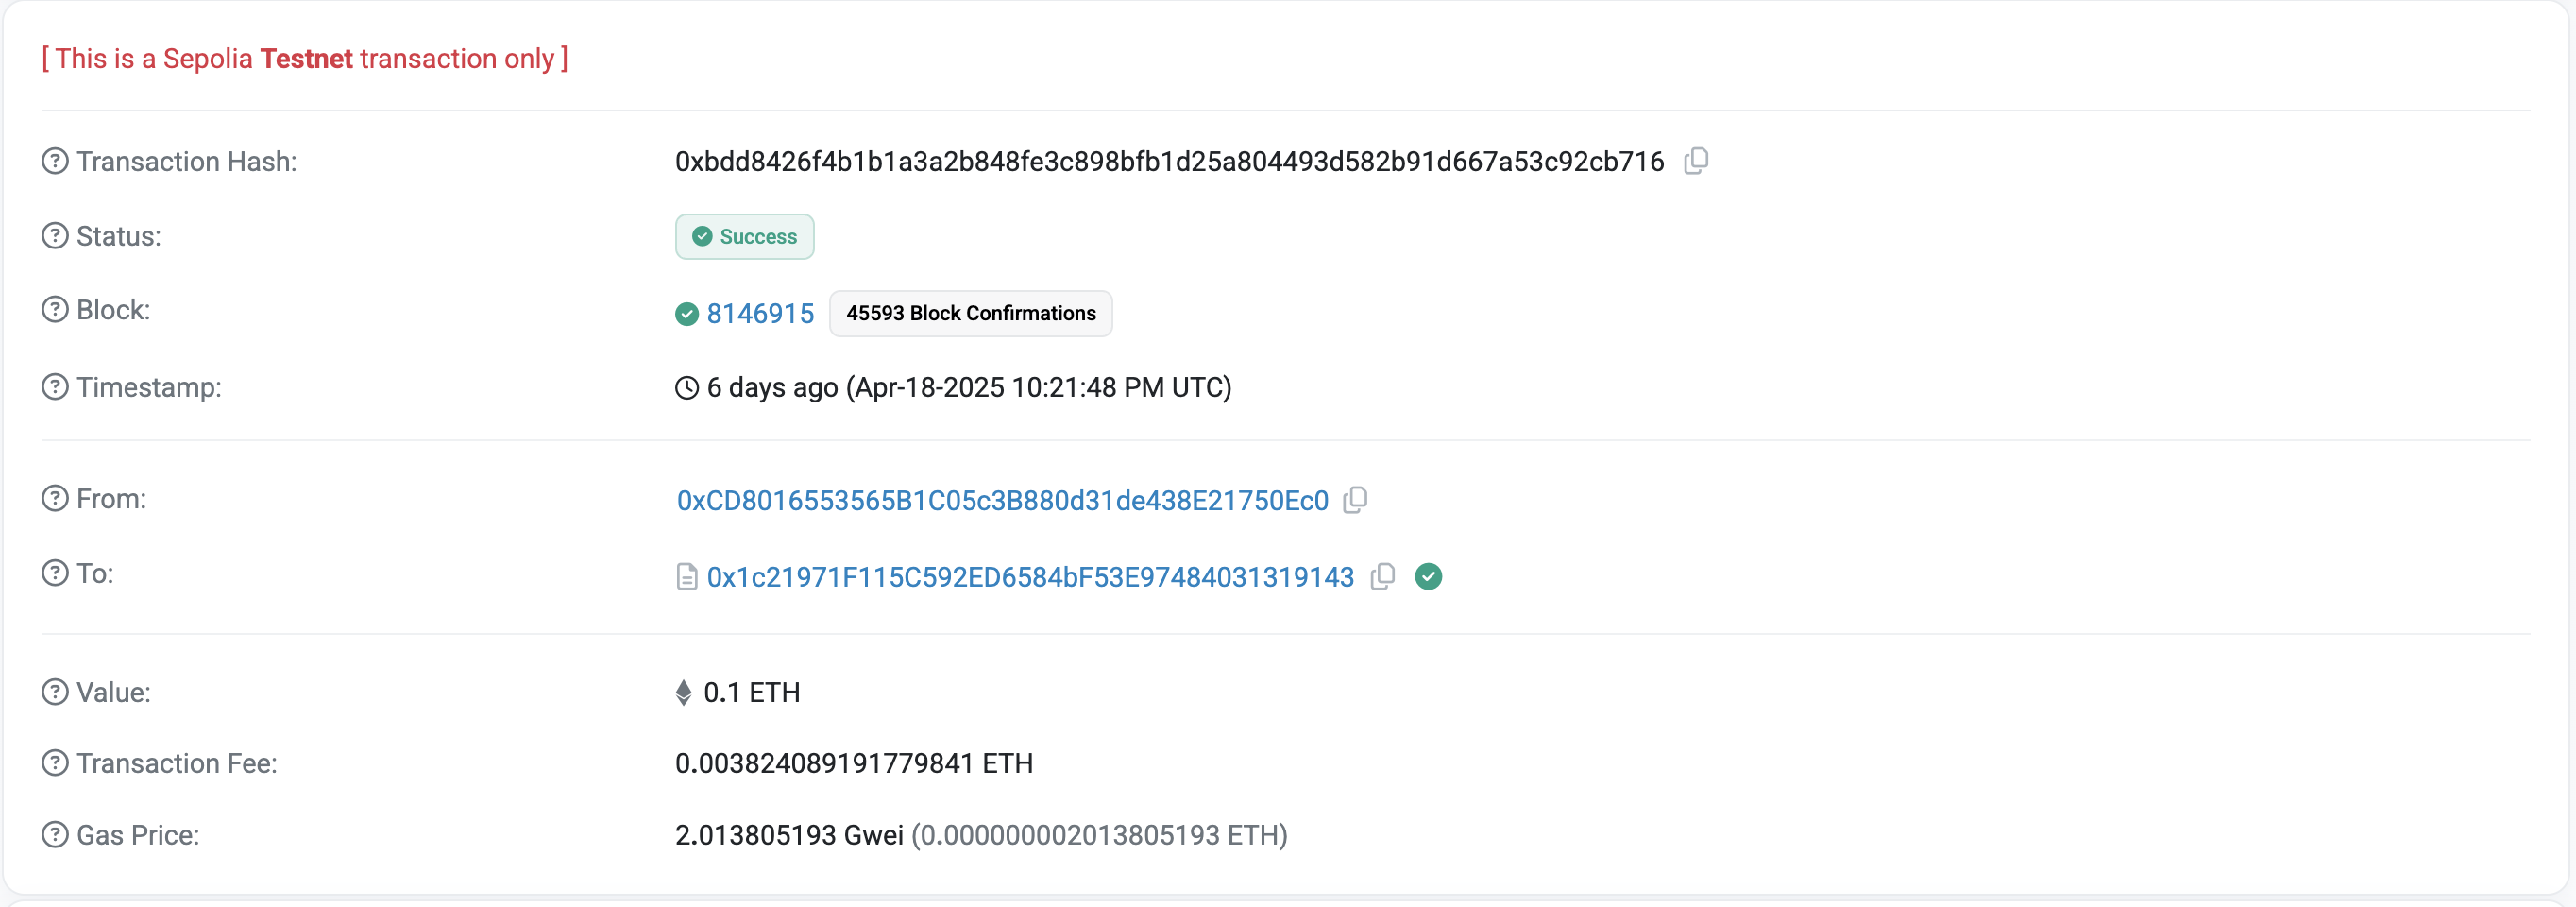 [ This is a Sepolia Testnet transaction only ]
Transaction Hash: 0xbdd8426f4b1b1a3a2b848fe3c898bfb1d25a804493d582b91d667a53c92cb716
Status: Success
Block: 8146915 45593 Block Confirmations
Timestamp: 6 days ago (Apr-18-2025 10:21:48 PM UTC)
From: 0xCD8016553565B1C05c3B880d31de438E21750Ec0
To: 0x1c21971F115C592ED6584bF53E97484031319143
Value: 0.1 ETH
Transaction Fee: 0.003824089191779841 ETH
Gas Price: 2.013805193 Gwei (0.000000002013805193 ETH)